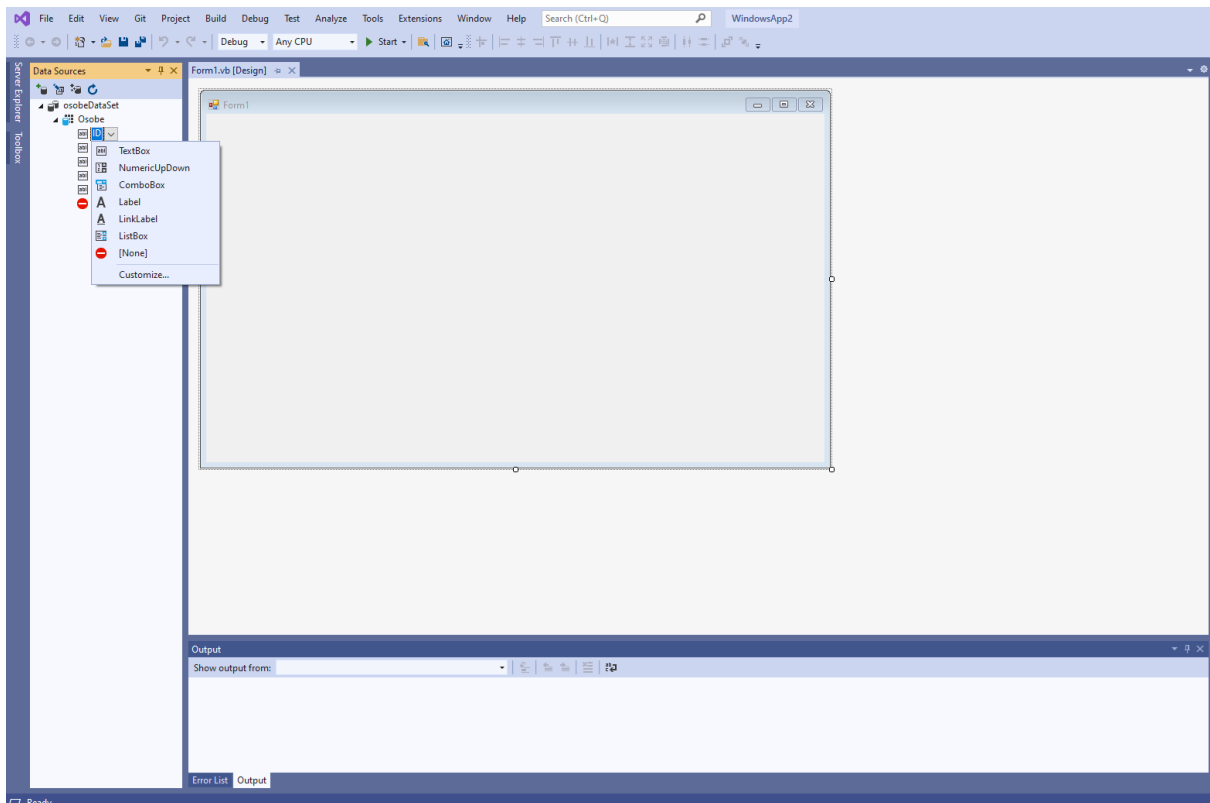 File Edit View Git Project Build Debug Test Analyze Tools Extensions Window Help Search (Ctrl+Q) WindowsApp2
Debug Any CPU Start
Server Explorer
Toolbox
Data Sources
osobeDataSet
Osobe
ID
TextBox
NumericUpDown
ComboBox
Label
LinkLabel
ListBox
[None]
Customize...
Form1.vb [Design]
Form1
Output
Show output from:
Error List Output
Ready